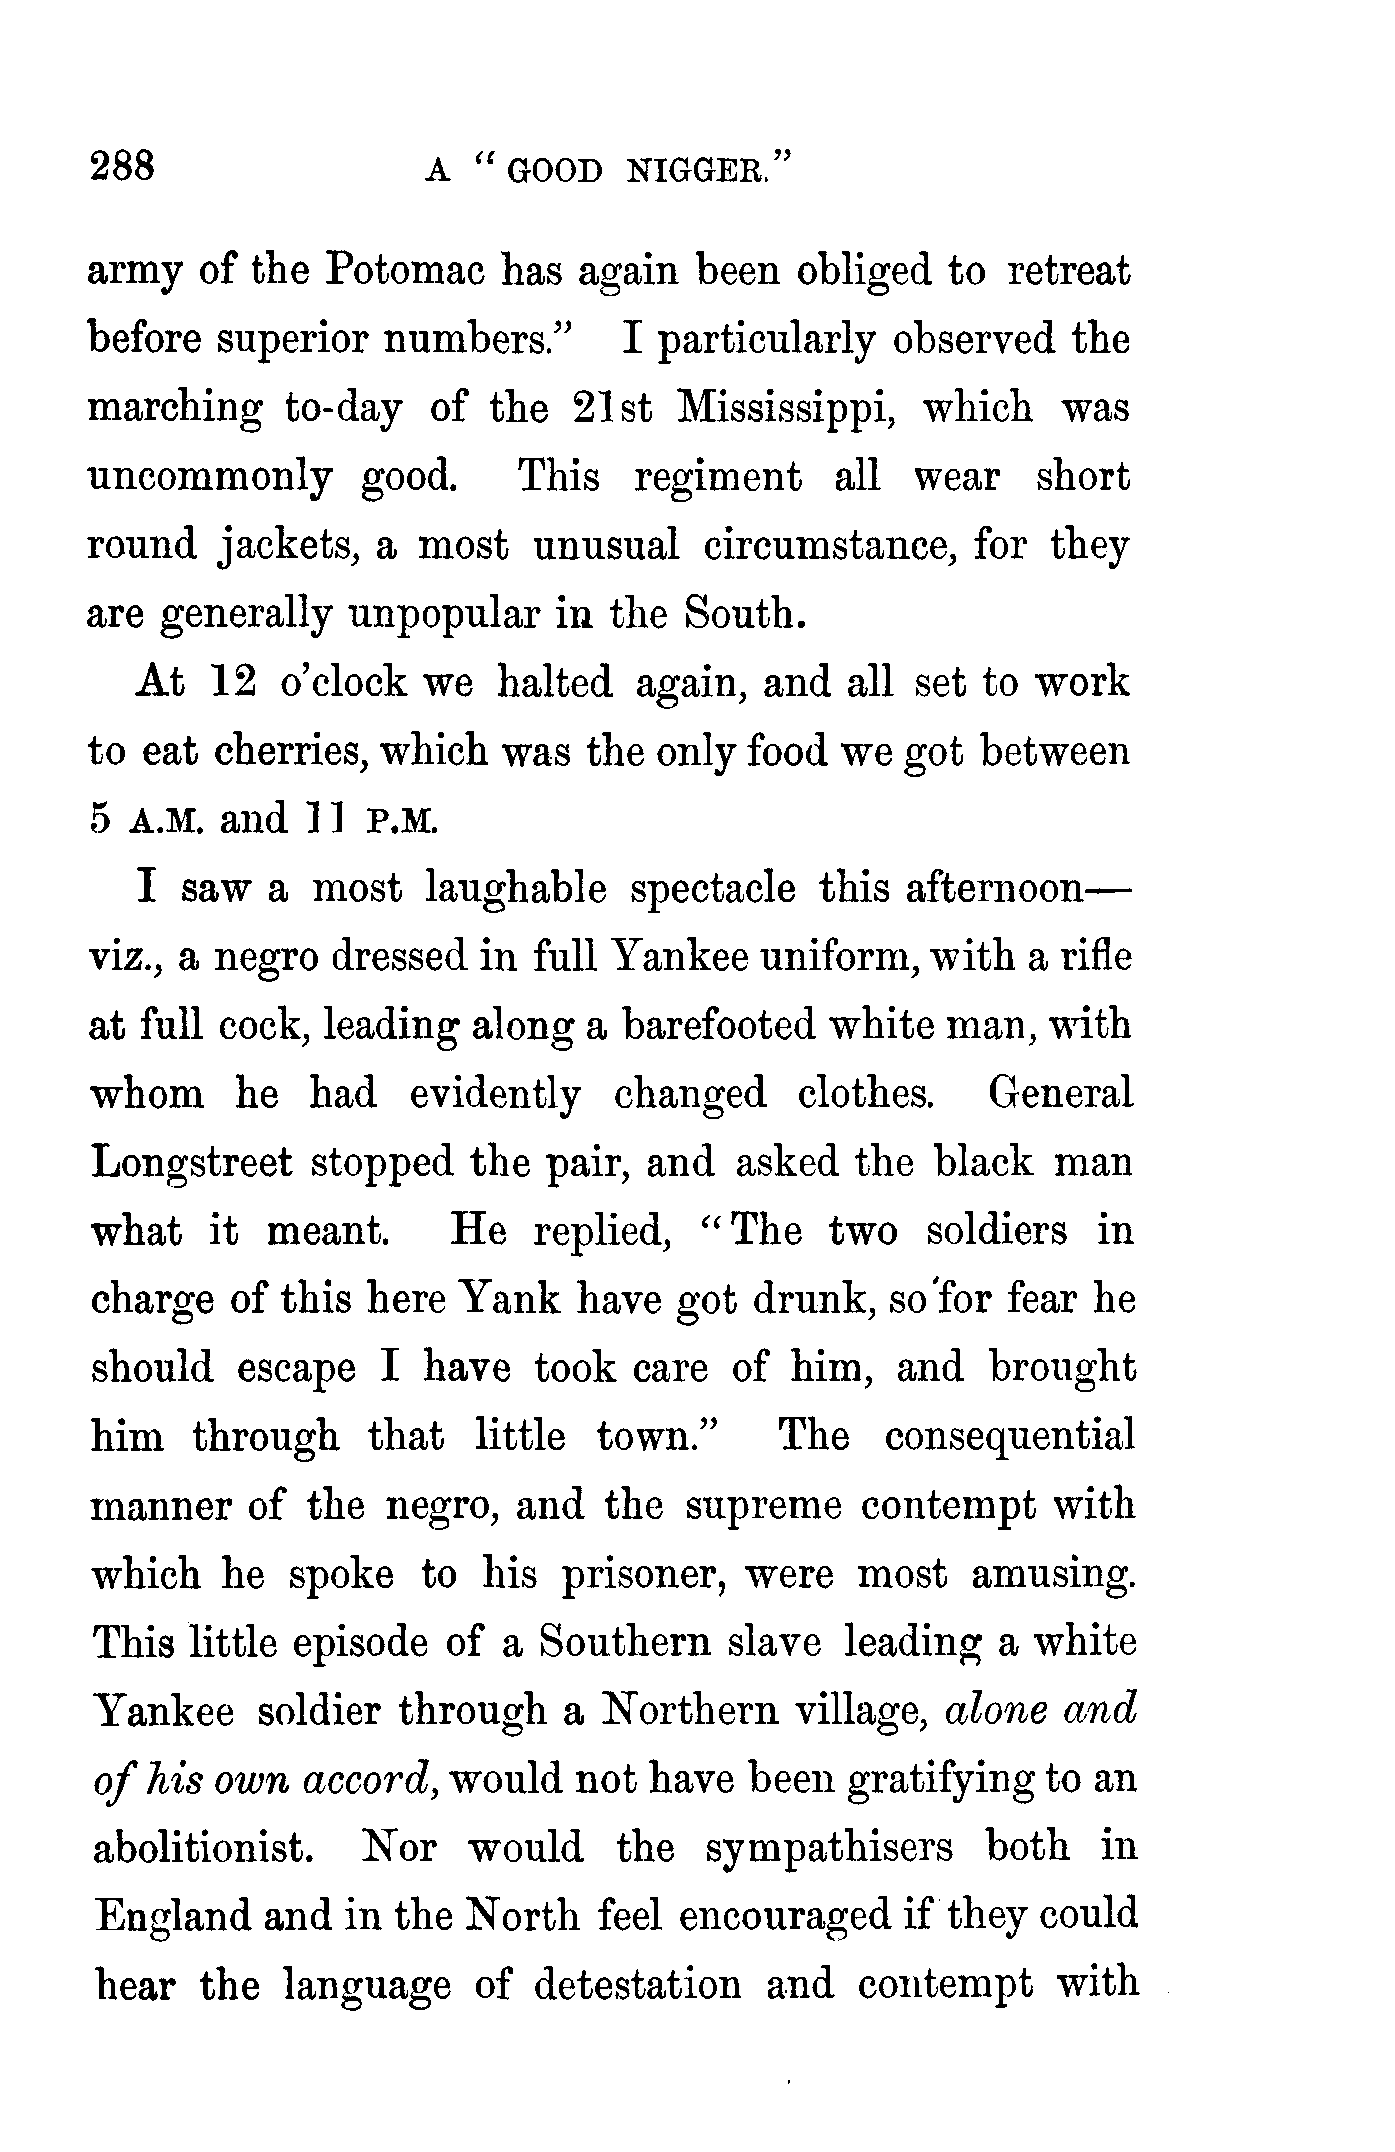 288 A “ GOOD NIGGER.”
army of the Potomac has again been obliged to retreat
before superior numbers.” I particularly observed the
marching to-day of the 21st Mississippi, which was
uncommonly good. This regiment all wear short
round jackets, a most unusual circumstance, for they
are generally unpopular in the South.
At 12 o’clock we halted again, and all set to work
to eat cherries, which was the only food we got between
5 A.M. and 11 P.M.
I saw a most laughable spectacle this afternoon—
viz., a negro dressed in full Yankee uniform, with a rifle
at full cock, leading along a barefooted white man, with
whom he had evidently changed clothes. General
Longstreet stopped the pair, and asked the black man
what it meant. He replied, “ The two soldiers in
charge of this here Yank have got drunk, so for fear he
should escape I have took care of him, and brought
him through that little town.” The consequential
manner of the negro, and the supreme contempt with
which he spoke to his prisoner, were most amusing.
This little episode of a Southern slave leading a white
Yankee soldier through a Northern village, alone and
of his own accord, would not have been gratifying to an
abolitionist. Nor would the sympathisers both in
England and in the North feel encouraged if they could
hear the language of detestation and contempt with